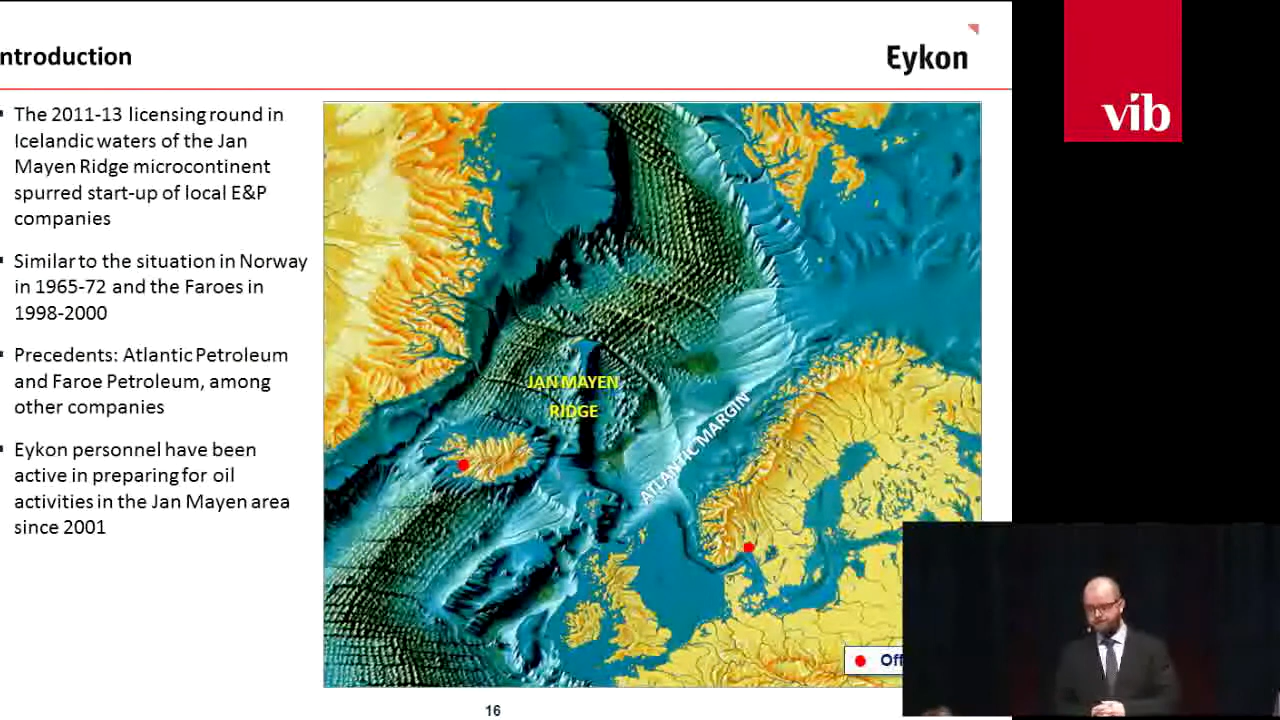 ntroduction
Eykon
vib
The 2011-13 licensing round in
Icelandic waters of the Jan
Mayen Ridge microcontinent
spurred start-up of local E&P
companies
Similar to the situation in Norway
in 1965-72 and the Faroes in
1998-2000
Precedents: Atlantic Petroleum
and Faroe Petroleum, among
other companies
Eykon personnel have been
active in preparing for oil
activities in the Jan Mayen area
since 2001
JAN MAYEN
RIDGE
ATLANTIC MARGIN
Off
16